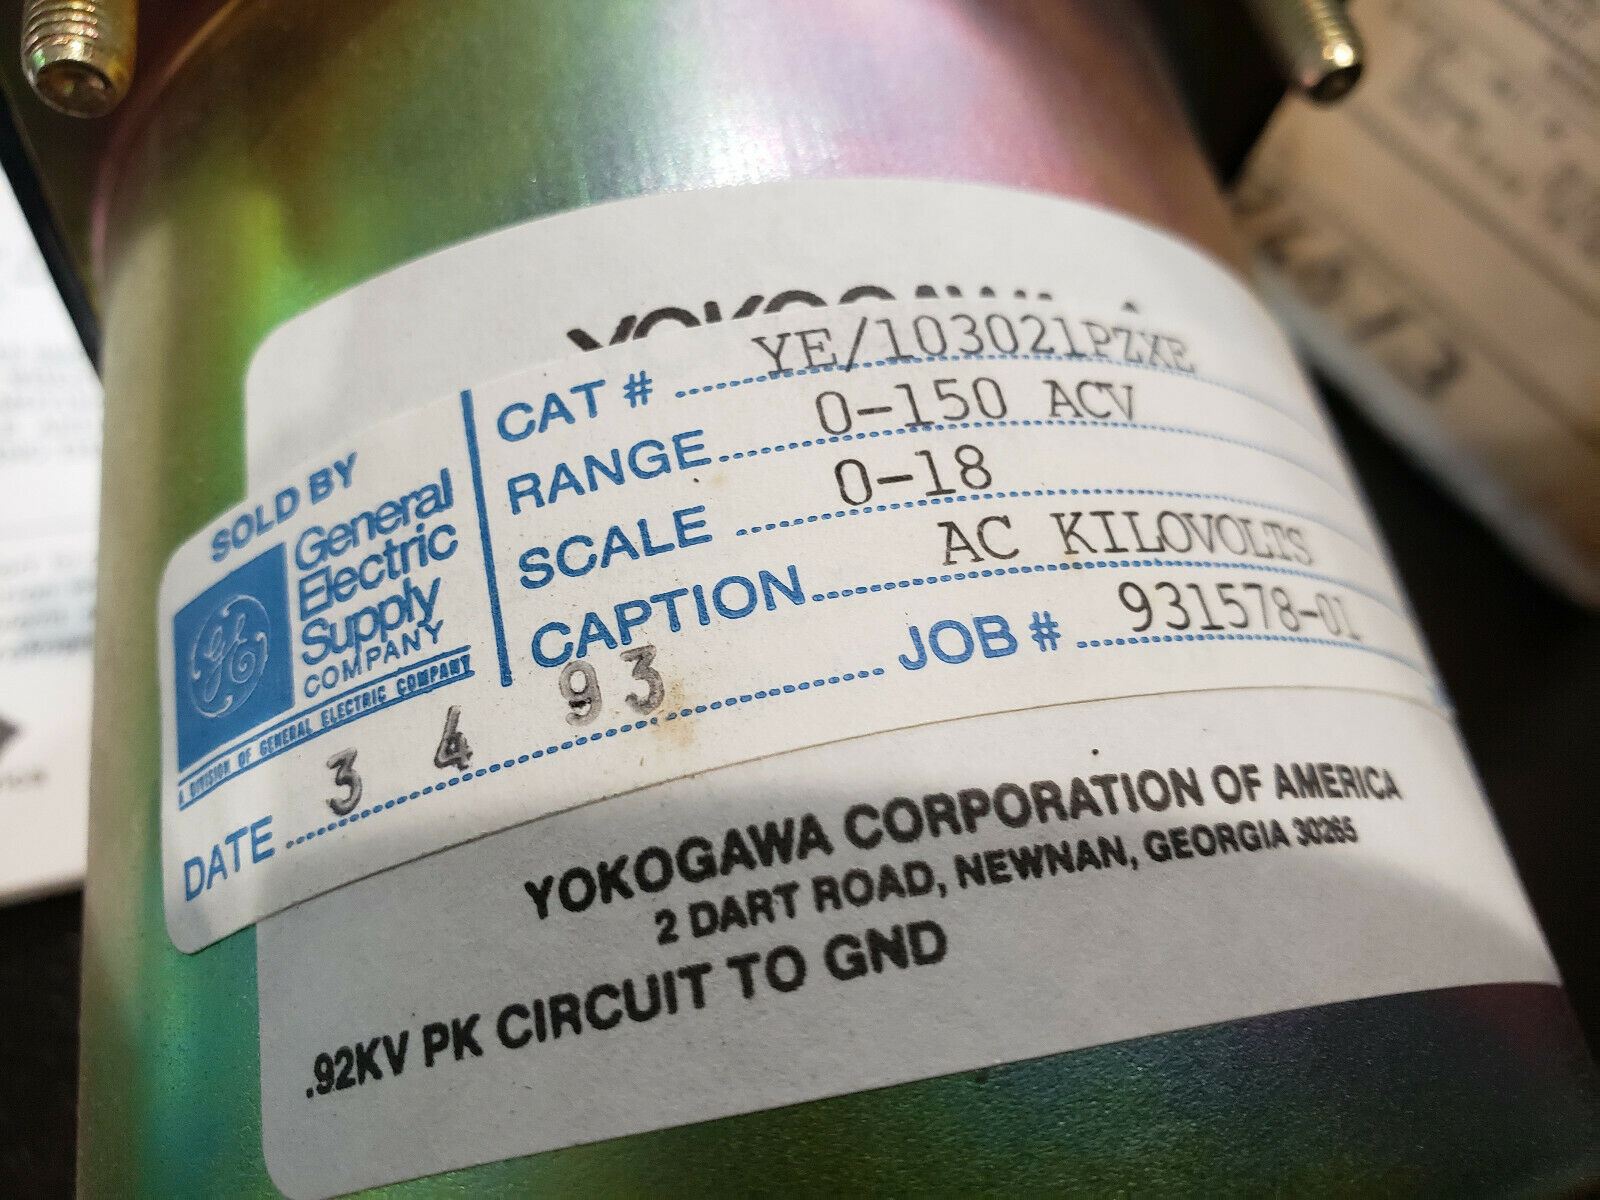 YOKOGAWA
CAT # YE/103021PZXE
RANGE 0-150 ACV
SCALE 0-18
CAPTION AC KILOVOLTS
SOLD BY
GE
General
Electric
Supply
COMPANY
A DIVISION OF GENERAL ELECTRIC COMPANY
DATE 3 4 93 JOB # 931578-01
YOKOGAWA CORPORATION OF AMERICA
2 DART ROAD, NEWNAN, GEORGIA 30265
.92KV PK CIRCUIT TO GND